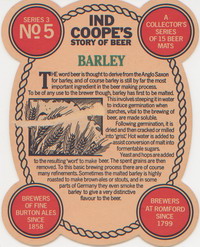 SERIES 3
No 5
IND
COOPE'S
STORY OF BEER
A
COLLECTOR'S
SERIES
OF 15 BEER
MATS
BARLEY
THE word beer is thought to derive from the Anglo Saxon
for barley, and of course barley is still by far the most
important ingredient in the beer making process.
To be of any use to the brewer though, barley has first to be malted.
This involves steeping it in water
to induce germination when
starches, vital to the brewing of
beer, are made soluble.
Following germination, it is
dried and then cracked or milled
into 'grist'. Hot water is added to
assist conversion of malt into
fermentable sugars.
Yeast and hops are added
to the resulting 'wort' to make beer. The spent grains are then
removed. To this basic brewing process there are of course
many refinements. Sometimes the malted barley is highly
roasted to make brown ales or stouts, and in some
parts of Germany they even smoke the
barley to give a very distinctive
flavour to the beer.
BREWERS
OF FINE
BURTON ALES
SINCE
1858
BREWERS
AT ROMFORD
SINCE
1799